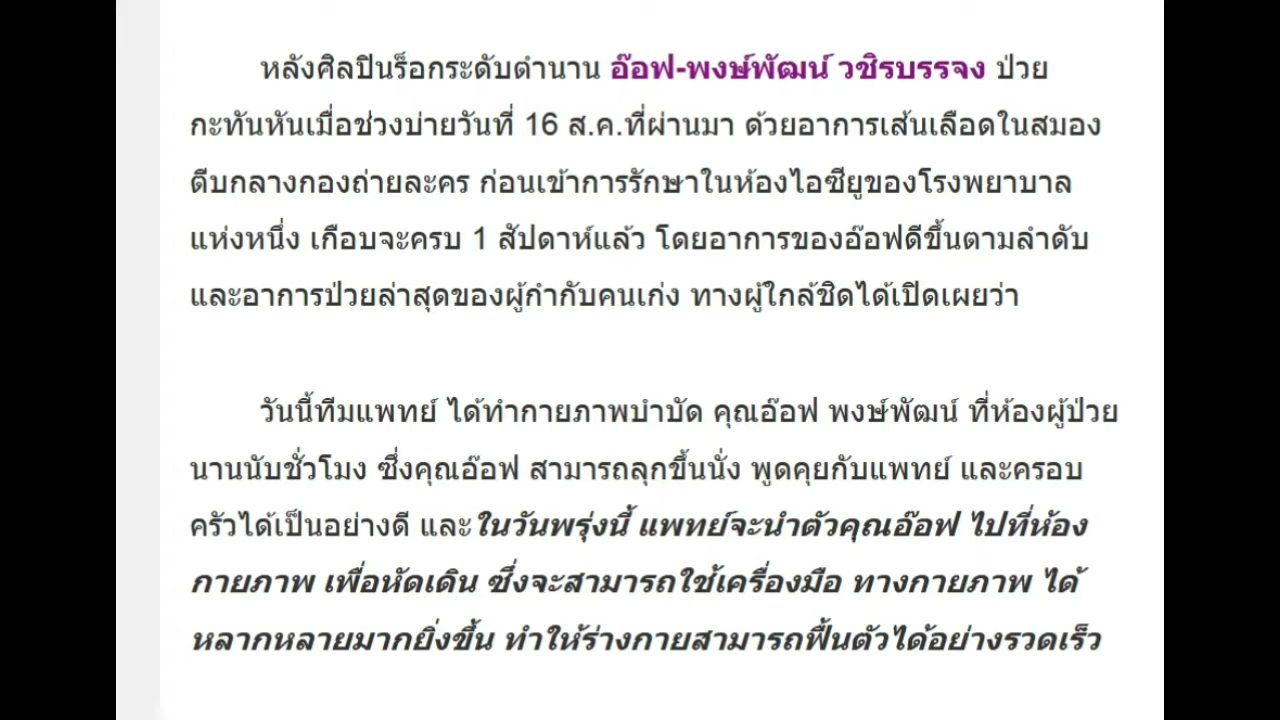 หลังศิลปินร็อกระดับตำนาน อ๊อฟ-พงษ์พัฒน์ วชิรบรรจง ป่วย
กะทันหันเมื่อช่วงบ่ายวันที่ 16 ส.ค.ที่ผ่านมา ด้วยอาการเส้นเลือดในสมอง
ตีบกลางกองถ่ายละคร ก่อนเข้าการรักษาในห้องไอซียูของโรงพยาบาล
แห่งหนึ่ง เกือบจะครบ 1 สัปดาห์แล้ว โดยอาการของอ๊อฟดีขึ้นตามลำดับ
และอาการป่วยล่าสุดของผู้กำกับคนเก่ง ทางผู้ใกล้ชิดได้เปิดเผยว่า
วันนี้ทีมแพทย์ ได้ทำกายภาพบำบัด คุณอ๊อฟ พงษ์พัฒน์ ที่ห้องผู้ป่วย
นานนับชั่วโมง ซึ่งคุณอ๊อฟ สามารถลุกขึ้นนั่ง พูดคุยกับแพทย์ และครอบ
ครัวได้เป็นอย่างดี และในวันพรุ่งนี้ แพทย์จะนำตัวคุณอ๊อฟ ไปที่ห้อง
กายภาพ เพื่อหัดเดิน ซึ่งจะสามารถใช้เครื่องมือ ทางกายภาพ ได้
หลากหลายมากยิ่งขึ้น ทำให้ร่างกายสามารถฟื้นตัวได้อย่างรวดเร็ว